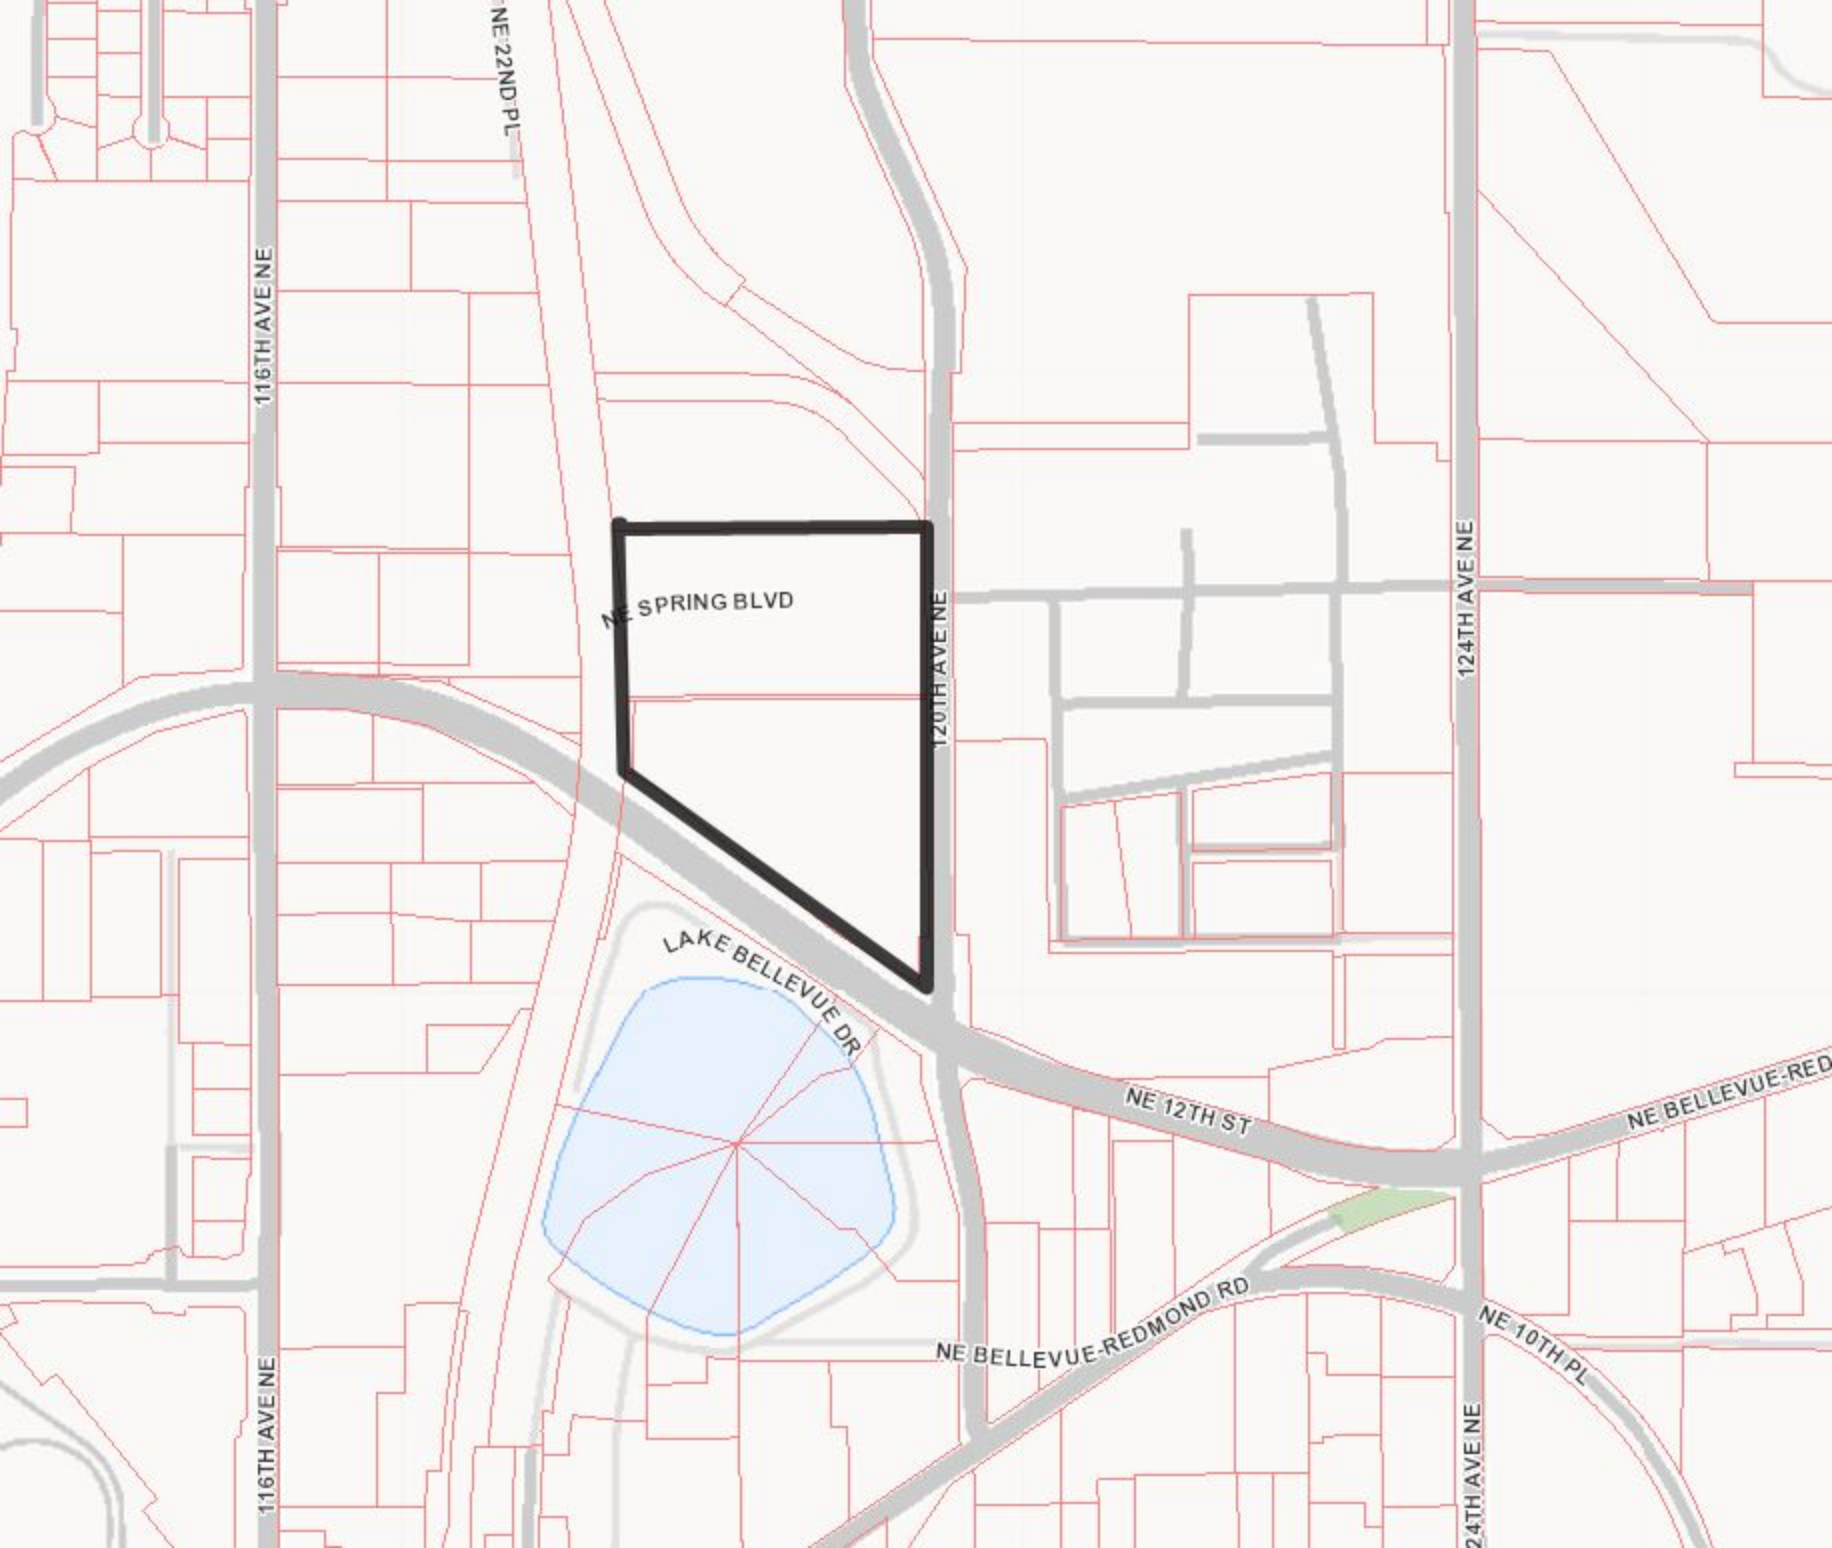 NE 22ND PL
116TH AVE NE
NE SPRING BLVD
120TH AVE NE
124TH AVE NE
LAKE BELLEVUE DR
NE 12TH ST
NE BELLEVUE-RED
NE BELLEVUE-REDMOND RD
NE 10TH PL
116TH AVE NE
24TH AVE NE